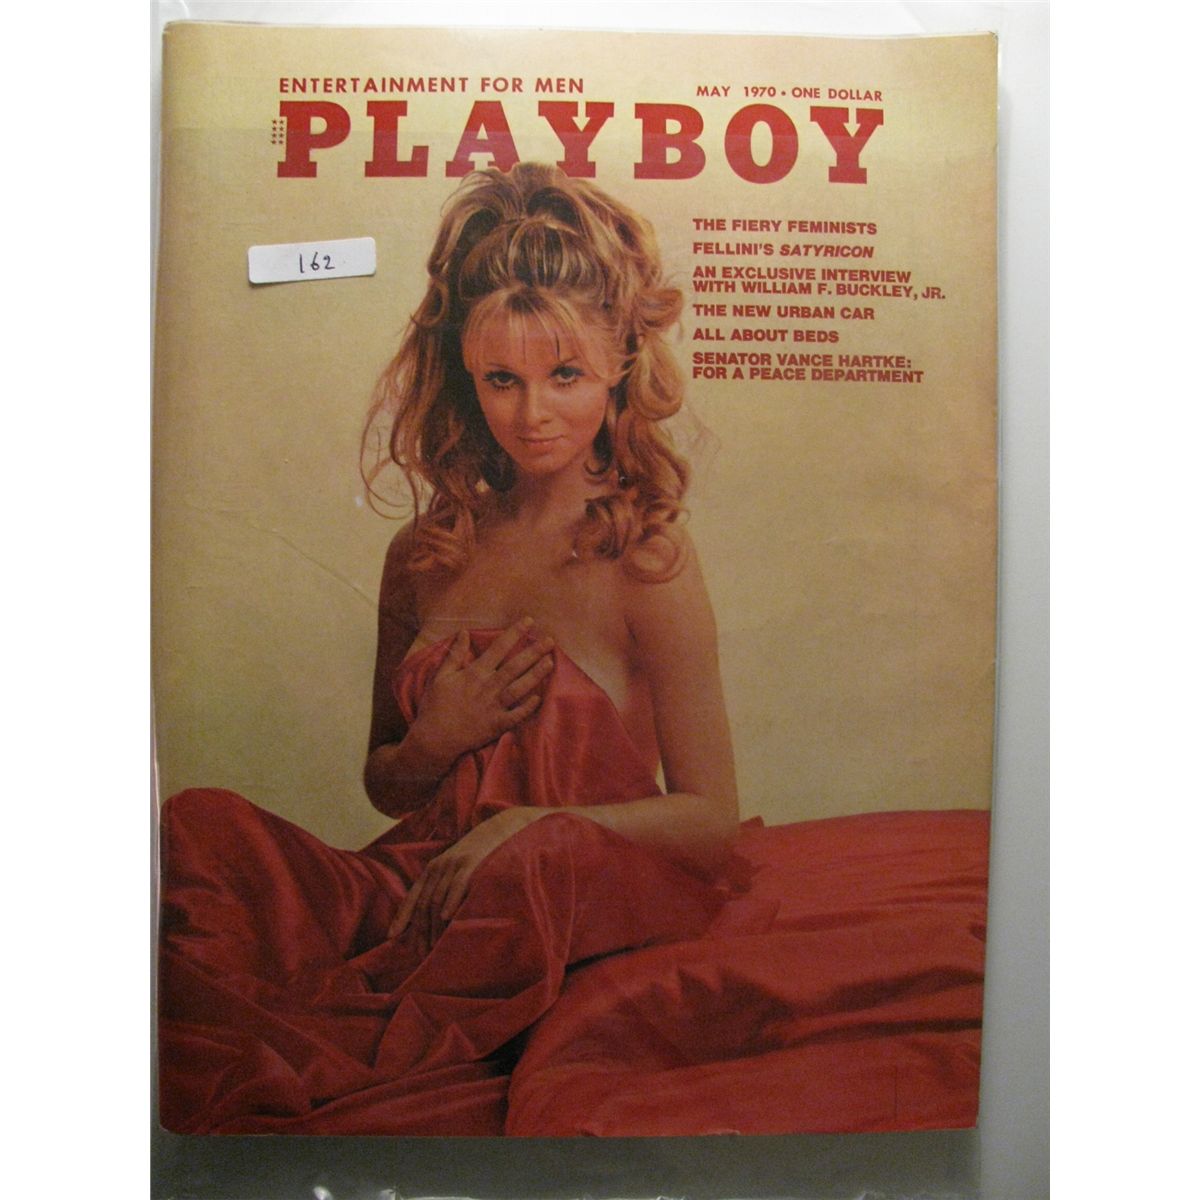 ENTERTAINMENT FOR MEN
MAY 1970 • ONE DOLLAR
PLAYBOY
THE FIERY FEMINISTS
FELLINI'S SATYRICON
AN EXCLUSIVE INTERVIEW
WITH WILLIAM F. BUCKLEY, JR.
THE NEW URBAN CAR
ALL ABOUT BEDS
SENATOR VANCE HARTKE:
FOR A PEACE DEPARTMENT
162